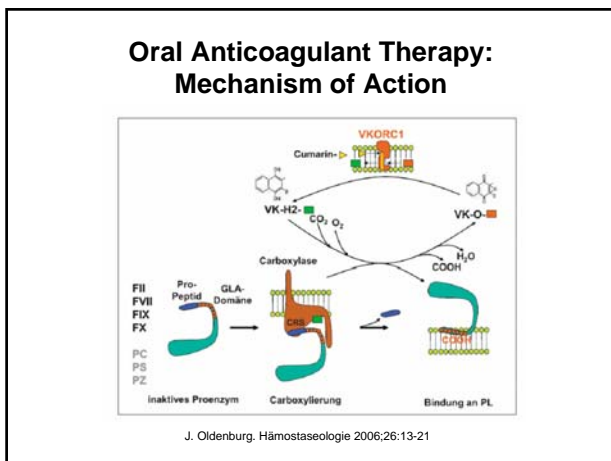 Oral Anticoagulant Therapy:
Mechanism of Action
VKORC1
Cumarin-
VK-H2-
CO2
O2
VK-O-
H2O
COOH
Carboxylase
FII
FVII
FIX
FX
PC
PS
PZ
Pro-
Peptid
GLA-
Domäne
CRS
COOH
inaktives Proenzym
Carboxylierung
Bindung an PL
J. Oldenburg. Hämostaseologie 2006;26:13-21